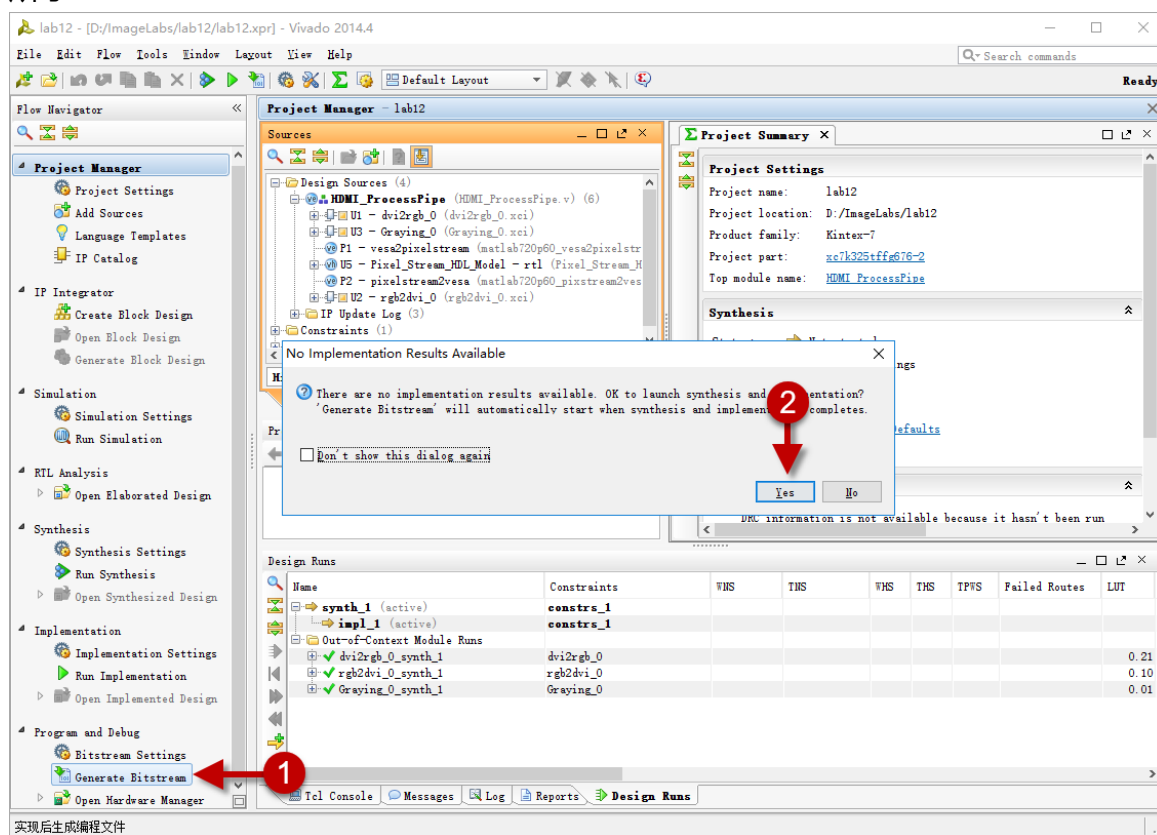 lab12 - [D:/ImageLabs/lab12/lab12.xpr] - Vivado 2014.4
File Edit Flow Tools Window Layout View Help
Search commands
Default Layout
Ready
Flow Navigator
Project Manager
Project Settings
Add Sources
Language Templates
IP Catalog
IP Integrator
Create Block Design
Open Block Design
Generate Block Design
Simulation
Simulation Settings
Run Simulation
RTL Analysis
Open Elaborated Design
Synthesis
Synthesis Settings
Run Synthesis
Open Synthesized Design
Implementation
Implementation Settings
Run Implementation
Open Implemented Design
Program and Debug
Bitstream Settings
Generate Bitstream
1
Open Hardware Manager
Project Manager - lab12
Sources
Design Sources (4)
HDMI_ProcessPipe (HDMI_ProcessPipe.v) (6)
U1 - dvi2rgb_0 (dvi2rgb_0.xci)
U3 - Graying_0 (Graying_0.xci)
P1 - vesa2pixelstream (matlab720p60_vesa2pixelstr
U5 - Pixel_Stream_HDL_Model - rtl (Pixel_Stream_H
P2 - pixelstream2vesa (matlab720p60_pixstream2ves
U2 - rgb2dvi_0 (rgb2dvi_0.xci)
IP Update Log (3)
Constraints (1)
Project Summary
Project Settings
Project name: lab12
Project location: D:/ImageLabs/lab12
Product family: Kintex-7
Project part: xc7k325tffg676-2
Top module name: HDMI_ProcessPipe
Synthesis
No Implementation Results Available
There are no implementation results available. OK to launch synthesis and
'Generate Bitstream' will automatically start when synthesis and completes.
2
Don't show this dialog again
Yes No
DRC information is not available because it hasn't been run
Design Runs
Name Constraints WNS TNS WHS THS TPWS Failed Routes LUT
synth_1 (active) constrs_1
impl_1 (active) constrs_1
Out-of-Context Module Runs
dvi2rgb_0_synth_1 dvi2rgb_0 0.21
rgb2dvi_0_synth_1 rgb2dvi_0 0.10
Graying_0_synth_1 Graying_0 0.01
Tcl Console Messages Log Reports Design Runs
实现后生成编程文件